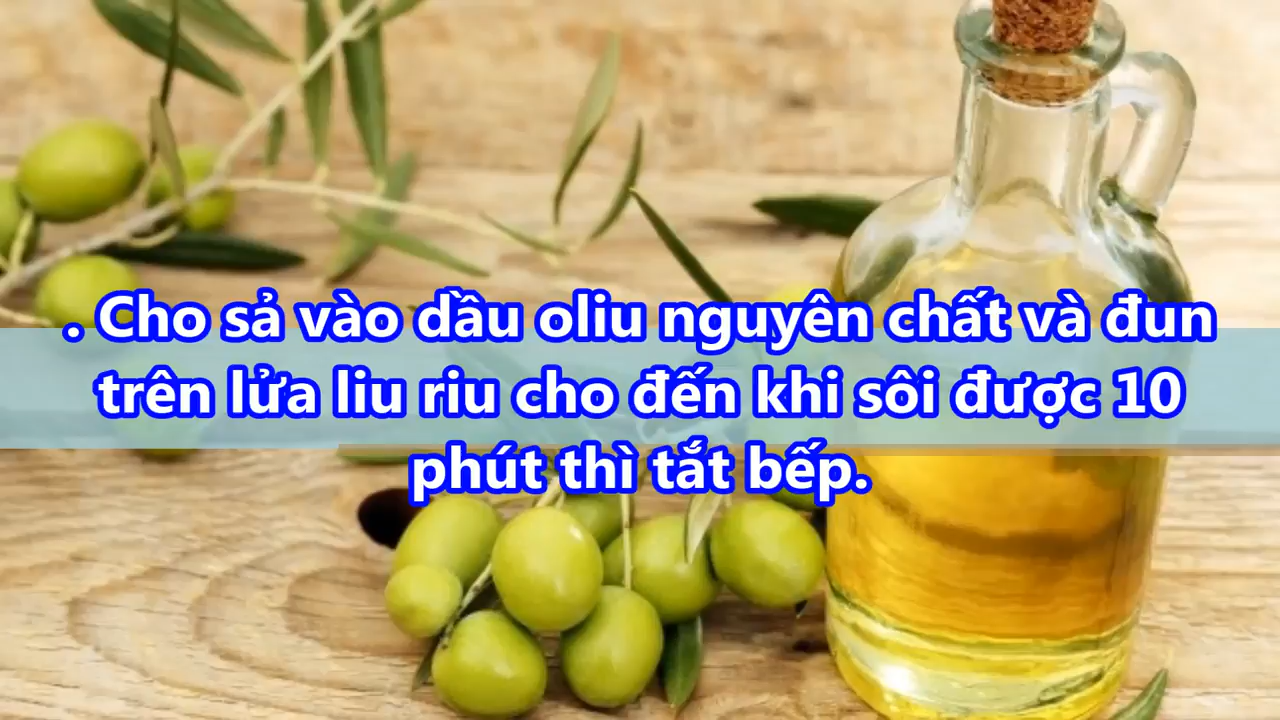 . Cho sả vào dầu oliu nguyên chất và đun
trên lửa liu riu cho đến khi sôi được 10
phút thì tắt bếp.